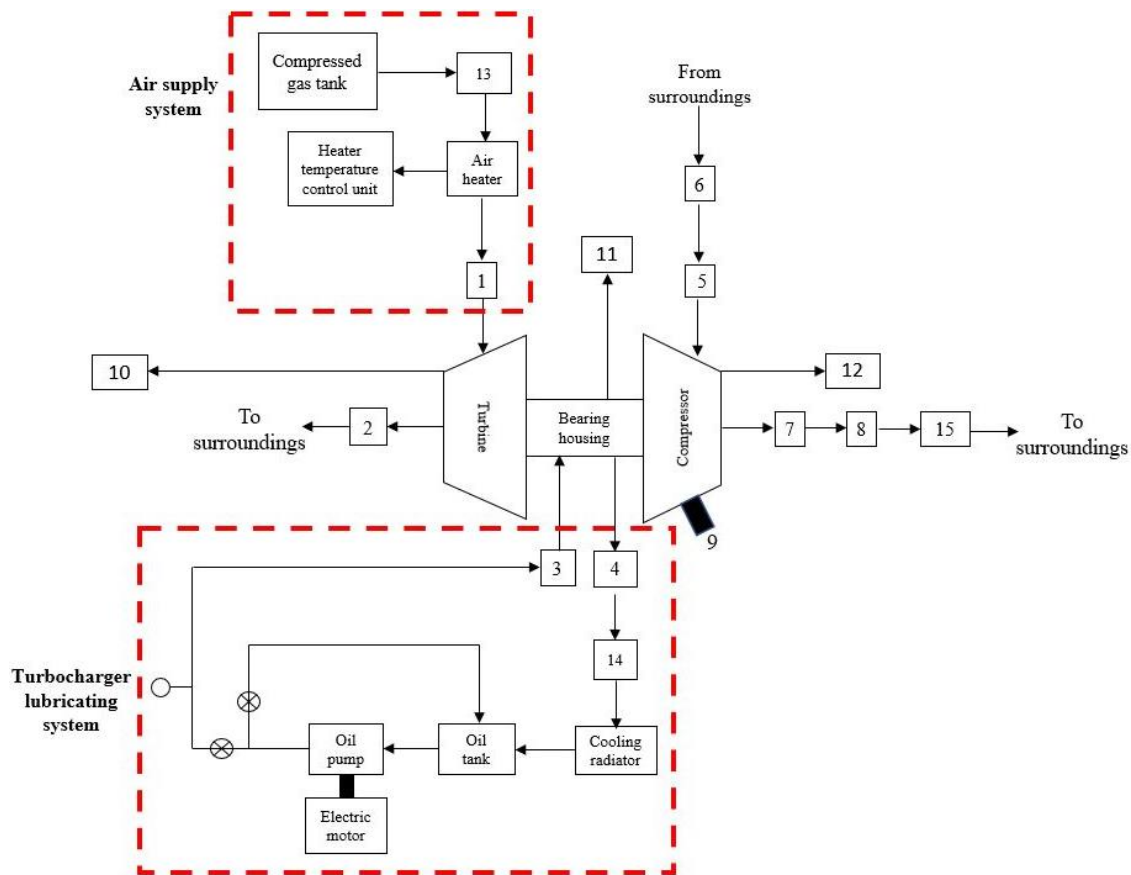 Compressed
gas tank
13
Air supply
system
From
surroundings
Heater
temperature
control unit
Air
heater
6
11
1
5
10
12
To
surroundings
2
Turbine
Bearing
housing
Compressor
7
8
15
To
surroundings
9
3
4
14
Turbocharger
lubricating
system
Oil
pump
Oil
tank
Cooling
radiator
Electric
motor